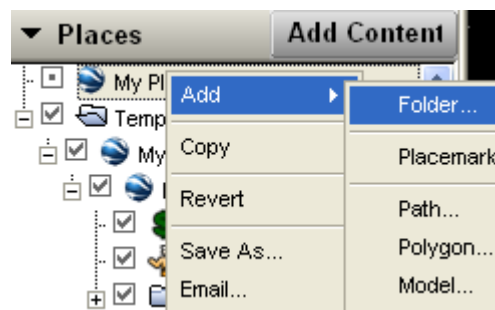 Places Add Content
My Pl
Temp
My
Add
Copy
Revert
Save As...
Email...
Folder...
Placemark
Path...
Polygon...
Model...